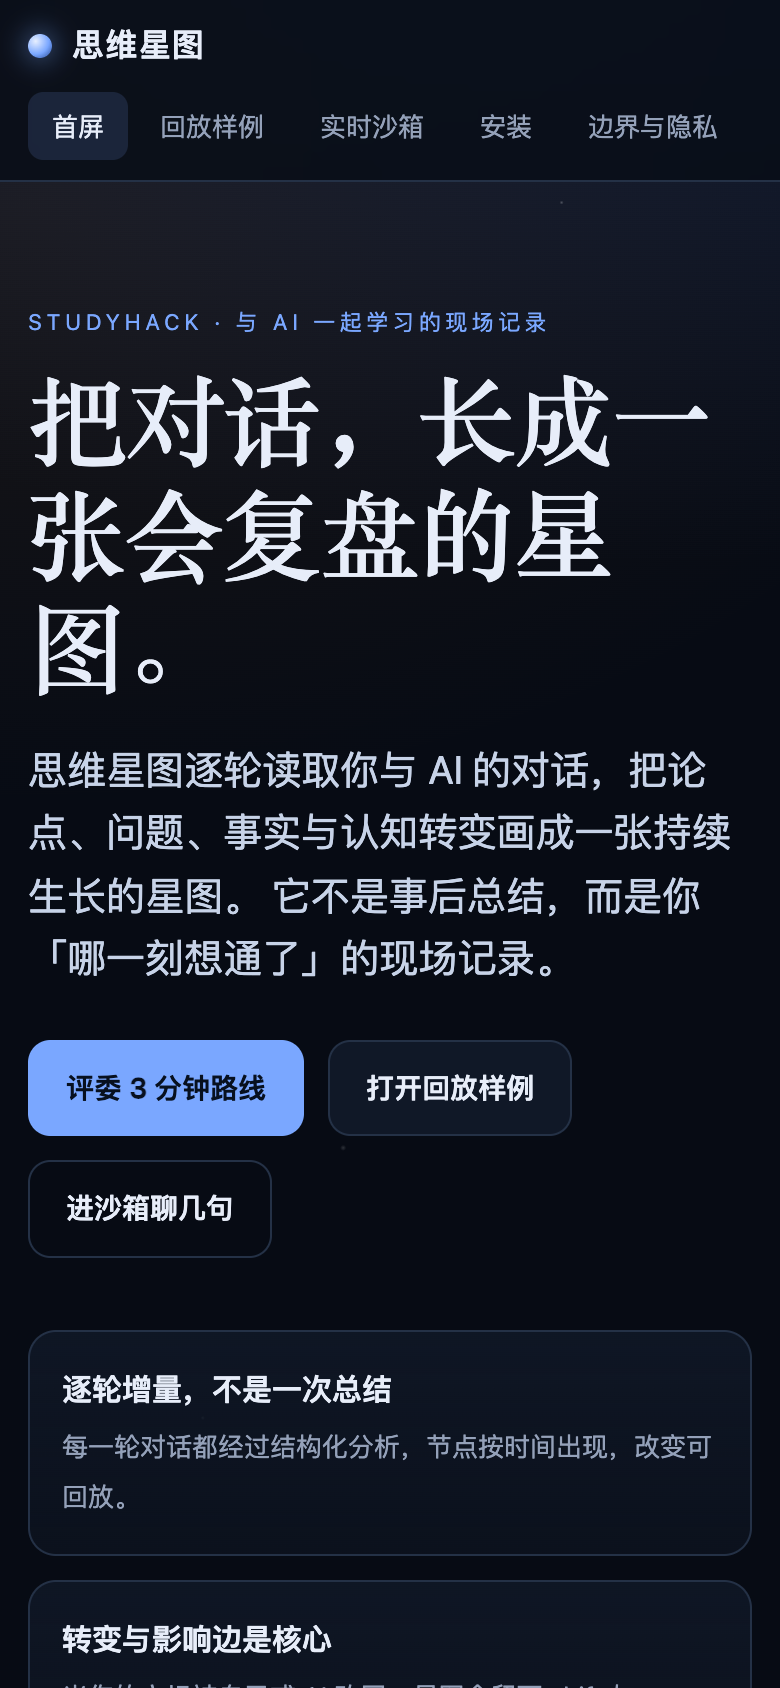 思维星图
首屏 回放样例 实时沙箱 安装 边界与隐私
STUDYHACK · 与 AI 一起学习的现场记录
把对话，长成一
张会复盘的星
图。
思维星图逐轮读取你与 AI 的对话，把论
点、问题、事实与认知转变画成一张持续
生长的星图。 它不是事后总结，而是你
「哪一刻想通了」的现场记录。
评委 3 分钟路线 打开回放样例
进沙箱聊几句
逐轮增量，不是一次总结
每一轮对话都经过结构化分析，节点按时间出现，改变可
回放。
转变与影响边是核心